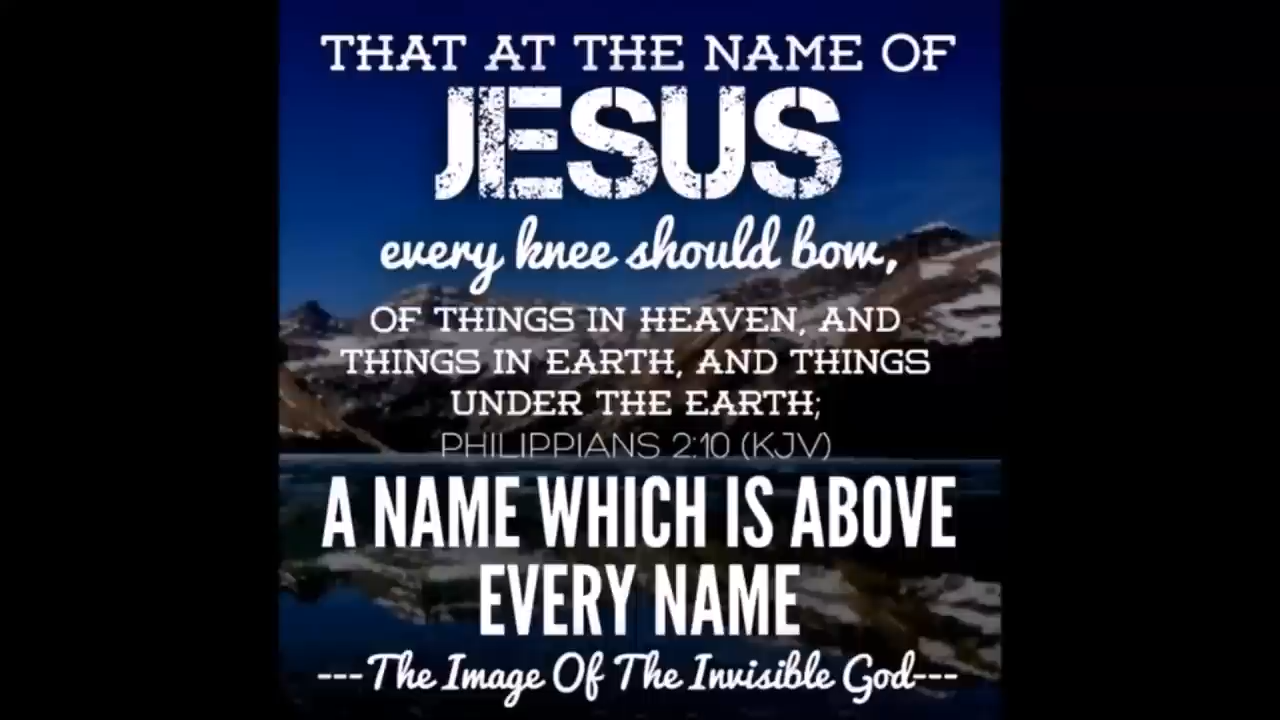 THAT AT THE NAME OF
JESUS
every knee should bow,
OF THINGS IN HEAVEN, AND
THINGS IN EARTH, AND THINGS
UNDER THE EARTH;
PHILIPPIANS 2:10 (KJV)
A NAME WHICH IS ABOVE
EVERY NAME
---The Image Of The Invisible God---